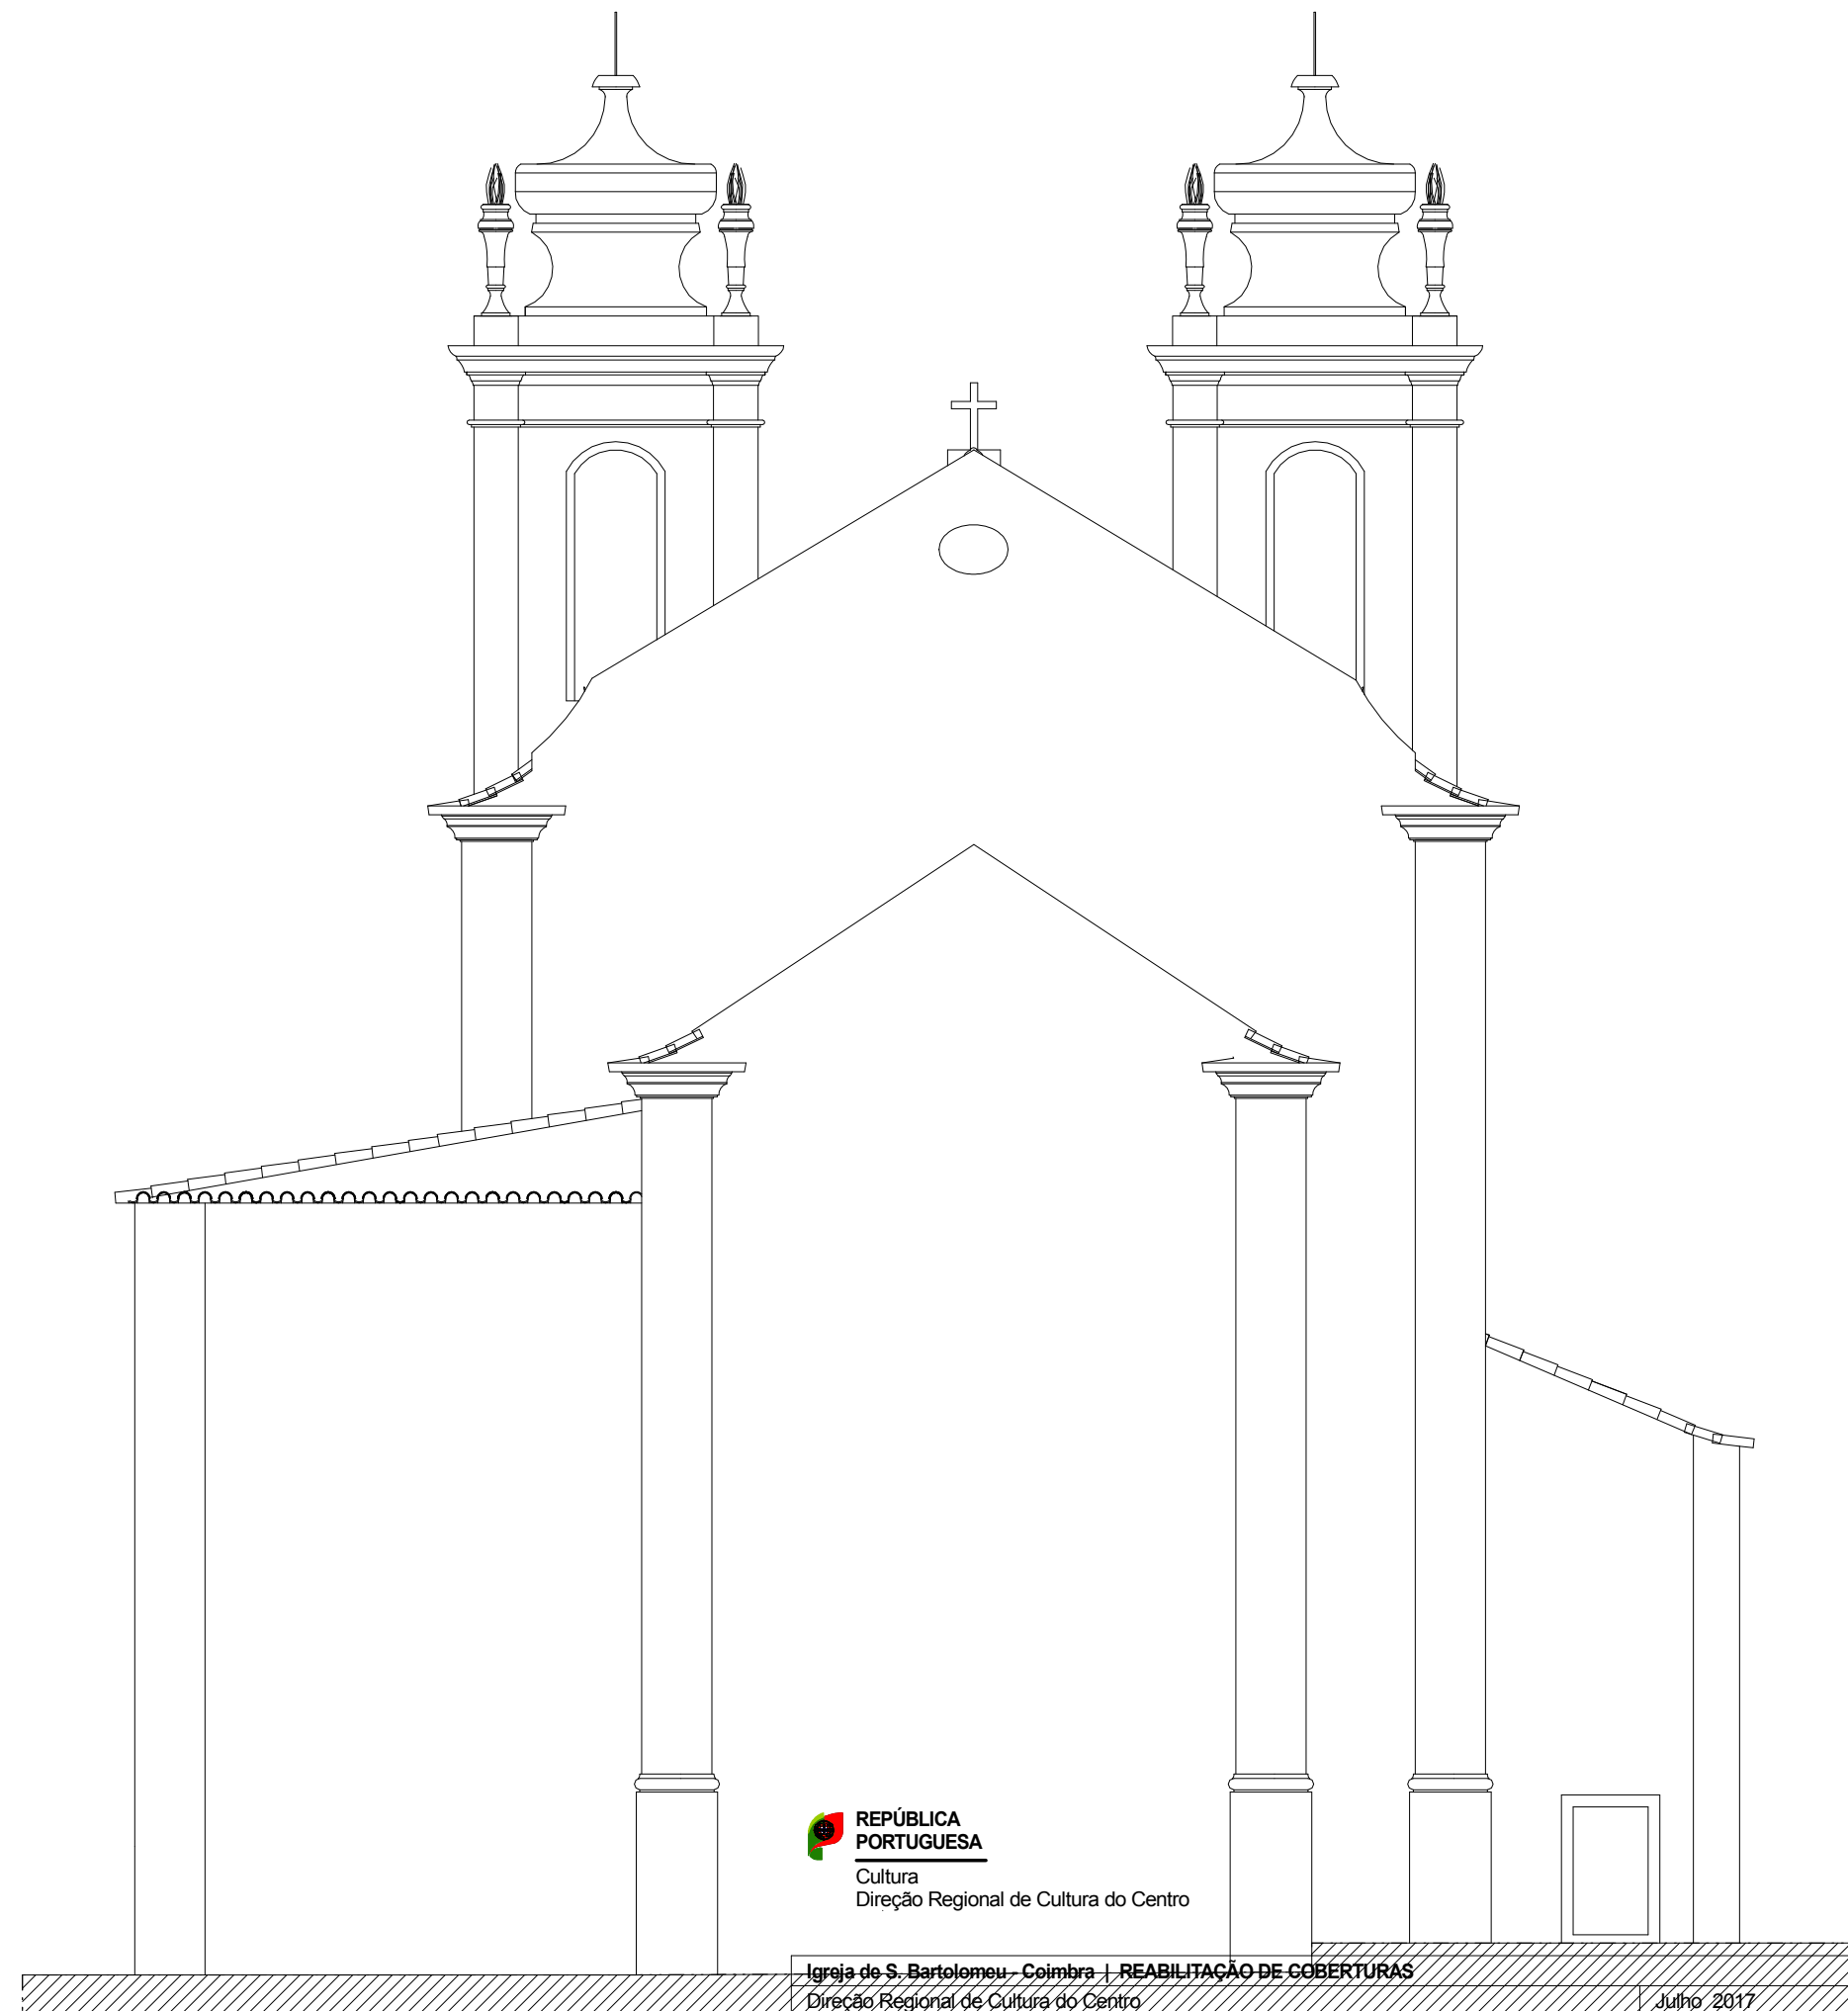 REPÚBLICA
PORTUGUESA
Cultura
Direção Regional de Cultura do Centro
Igreja de S. Bartolomeu - Coimbra | REABILITAÇÃO DE COBERTURAS
Direção Regional de Cultura do Centro Julho 2017